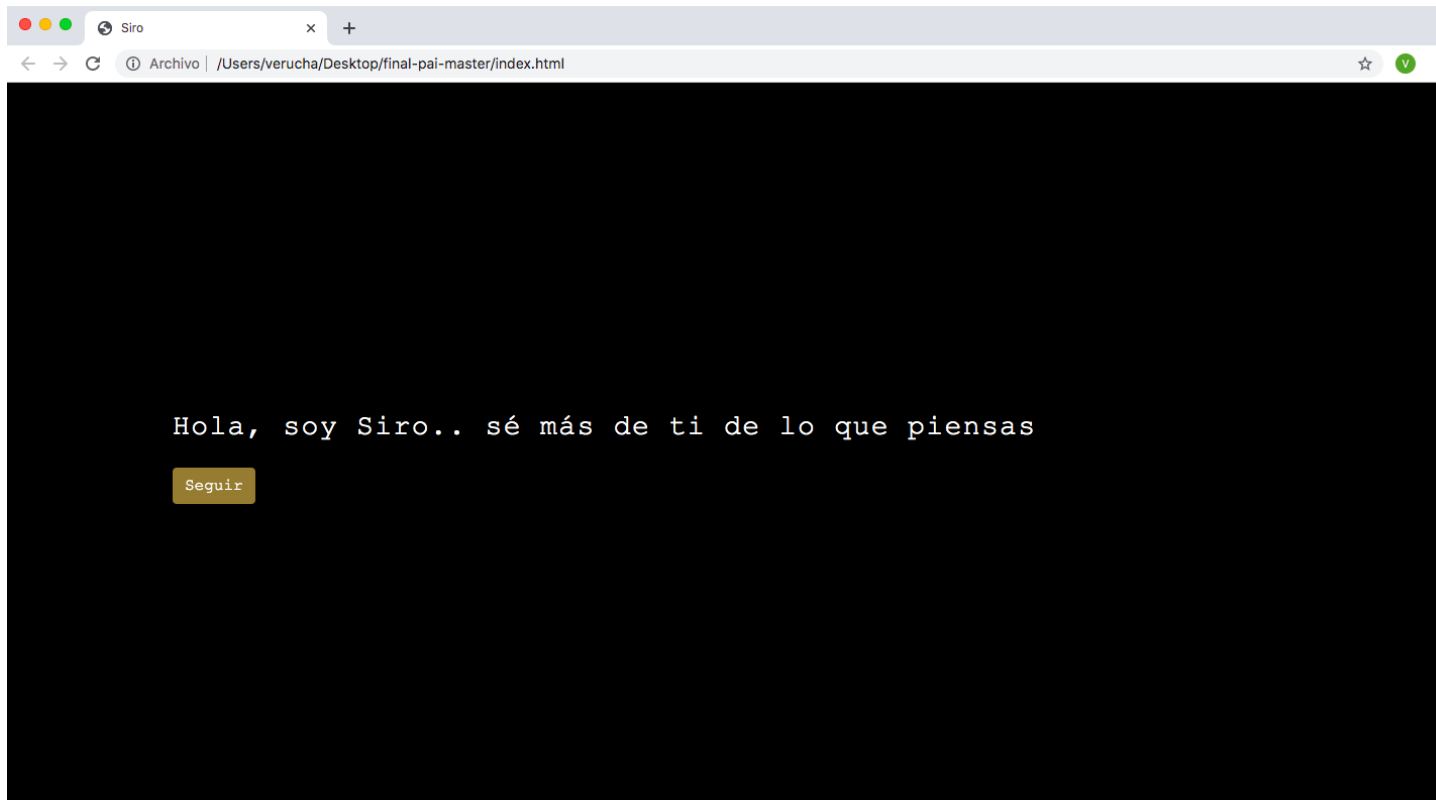 Siro
Archivo /Users/verucha/Desktop/final-pai-master/index.html
V
Hola, soy Siro.. sé más de ti de lo que piensas
Seguir